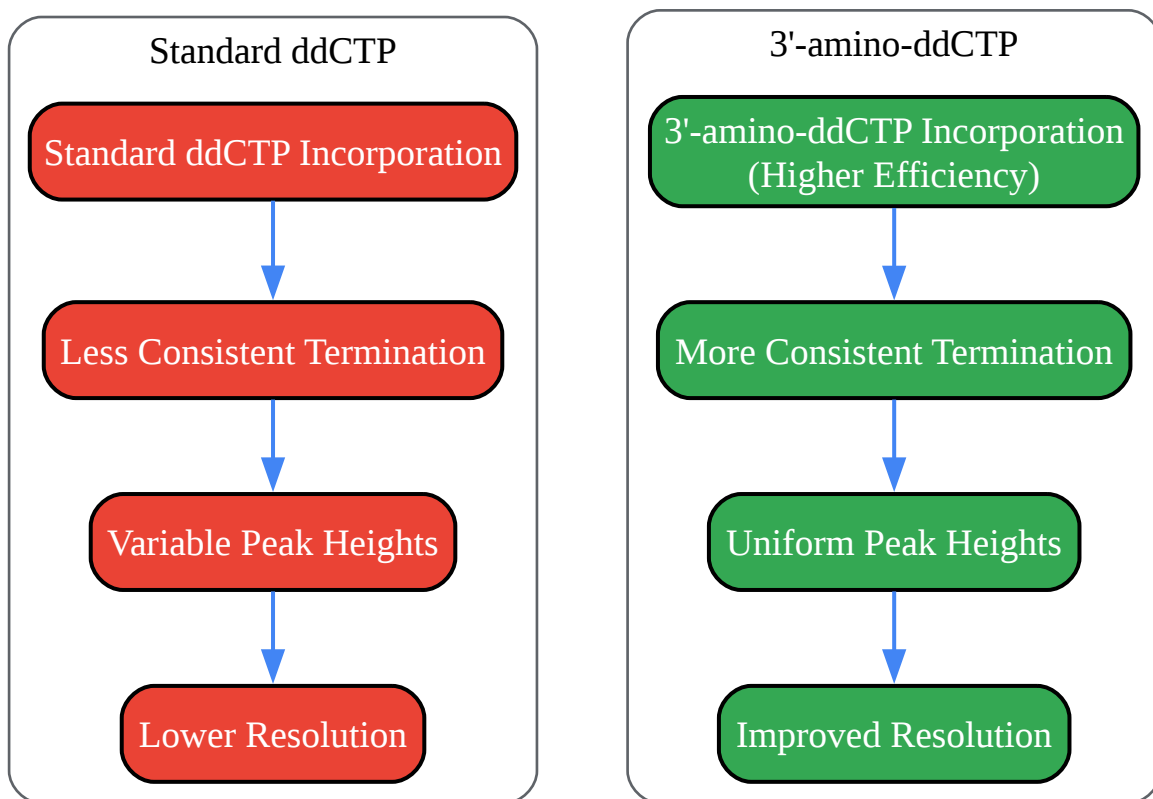 Standard ddCTP
Standard ddCTP Incorporation
Less Consistent Termination
Variable Peak Heights
Lower Resolution
3'-amino-ddCTP
3'-amino-ddCTP Incorporation
(Higher Efficiency)
More Consistent Termination
Uniform Peak Heights
Improved Resolution